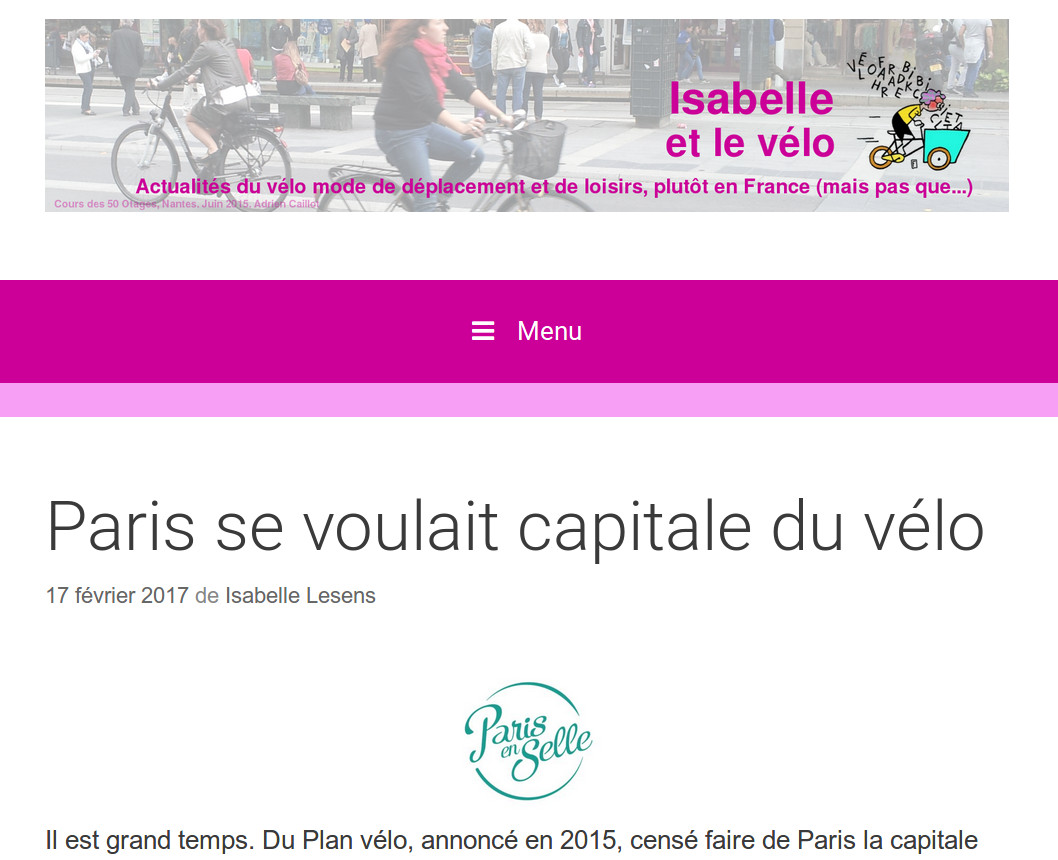 Isabelle
et le vélo
Actualités du vélo mode de déplacement et de loisirs, plutôt en France (mais pas que...)
Cours des 50 Otages, Nantes. Juin 2015. Adrien Caillot
Menu
Paris se voulait capitale du vélo
17 février 2017 de Isabelle Lesens
Paris
en Selle
Il est grand temps. Du Plan vélo, annoncé en 2015, censé faire de Paris la capitale